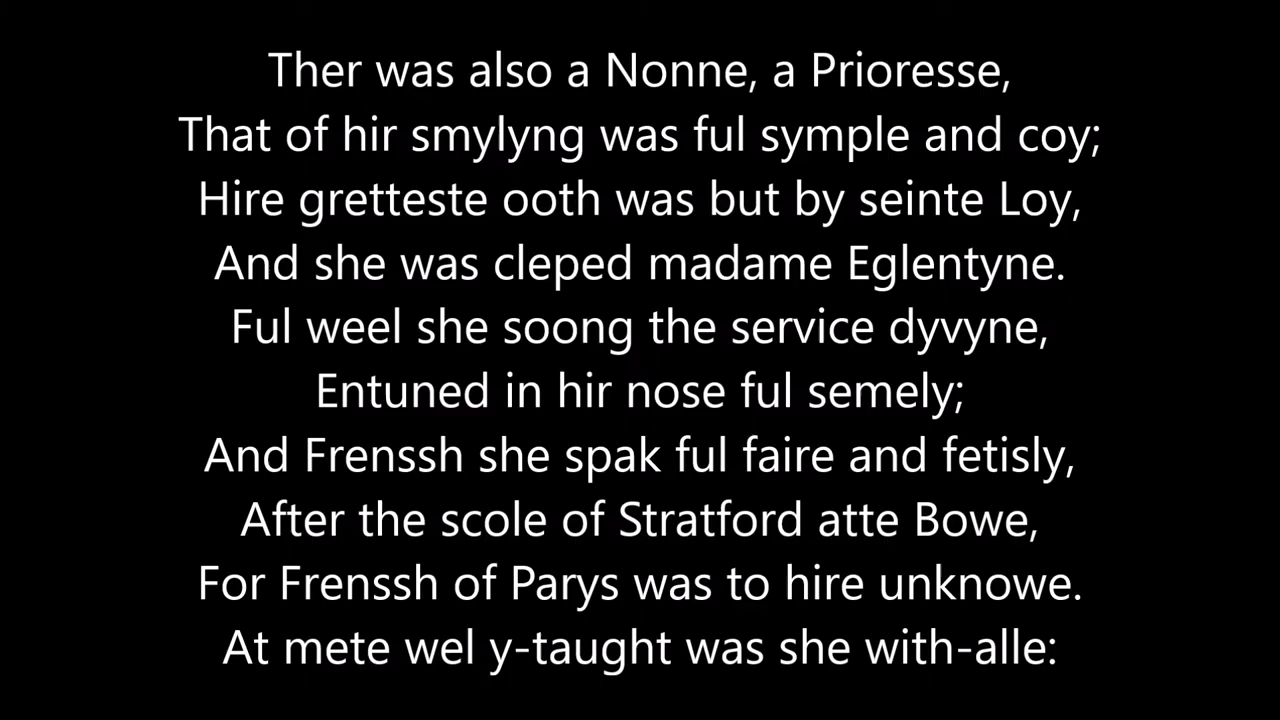 Ther was also a Nonne, a Prioresse,
That of hir smylyng was ful symple and coy;
Hire gretteste ooth was but by seinte Loy,
And she was cleped madame Eglentyne.
Ful weel she soong the service dyvyne,
Entuned in hir nose ful semely;
And Frenssh she spak ful faire and fetisly,
After the scole of Stratford atte Bowe,
For Frenssh of Parys was to hire unknowe.
At mete wel y-taught was she with-alle: